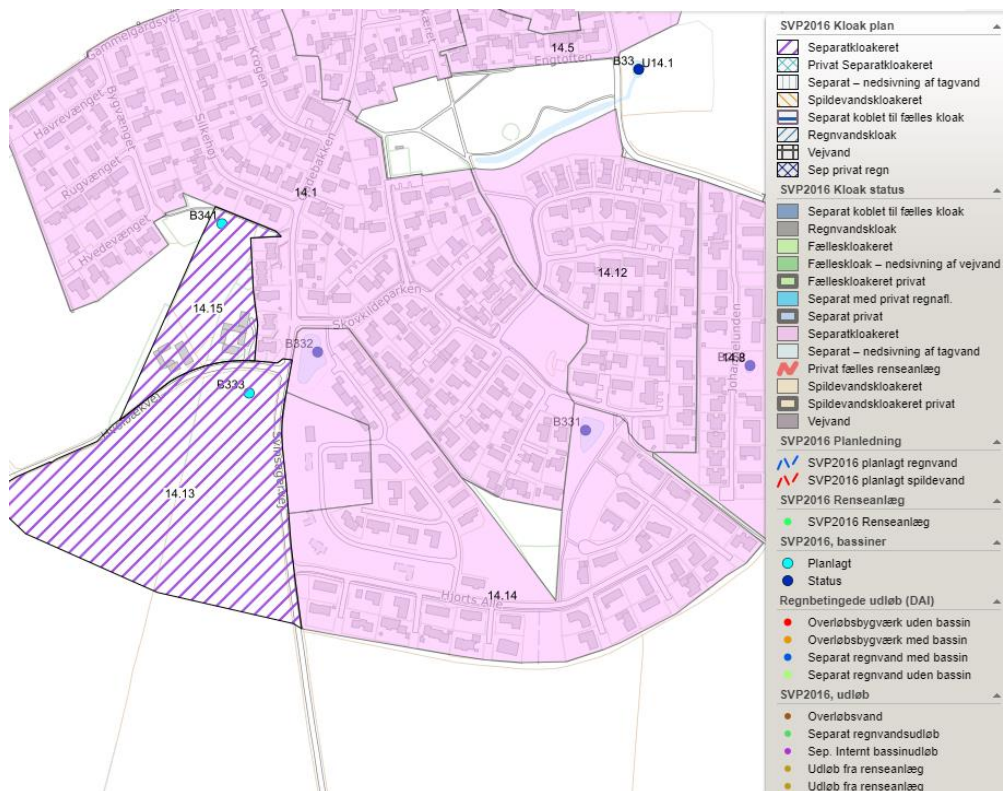 Gammelgårdsvej
Krogen
14.5
Engtoften
B33
U14.1
Havrevænget
Bygvænget
Silkehøj
Rugvænget
Hvedevænget
14.1
B341
14.12
14.15
Skovkildeparken
B332
Johannelunden
14.8
B333
B331
14.13
Hjorts Alle
14.14
SVP2016 Kloak plan
Separatkloakeret
Privat Separatkloakeret
Separat – nedsivning af tagvand
Spildevandskloakeret
Separat koblet til fælles kloak
Regnvandskloak
Vejvand
Sep privat regn
SVP2016 Kloak status
Separat koblet til fælles kloak
Regnvandskloak
Fælleskloakeret
Fælleskloak – nedsivning af vejvand
Fælleskloakeret privat
Separat med privat regnafl.
Separat privat
Separatkloakeret
Separat – nedsivning af tagvand
Privat fælles renseanlæg
Spildevandskloakeret
Spildevandskloakeret privat
Vejvand
SVP2016 Planledning
SVP2016 planlagt regnvand
SVP2016 planlagt spildevand
SVP2016 Renseanlæg
SVP2016 Renseanlæg
SVP2016, bassiner
Planlagt
Status
Regnbetingede udløb (DAI)
Overløbsbygværk uden bassin
Overløbsbygværk med bassin
Separat regnvand med bassin
Separat regnvand uden bassin
SVP2016, udløb
Overløbsvand
Separat regnvandsudløb
Sep. Internt bassinudløb
Udløb fra renseanlæg
Udløb fra renseanlæg